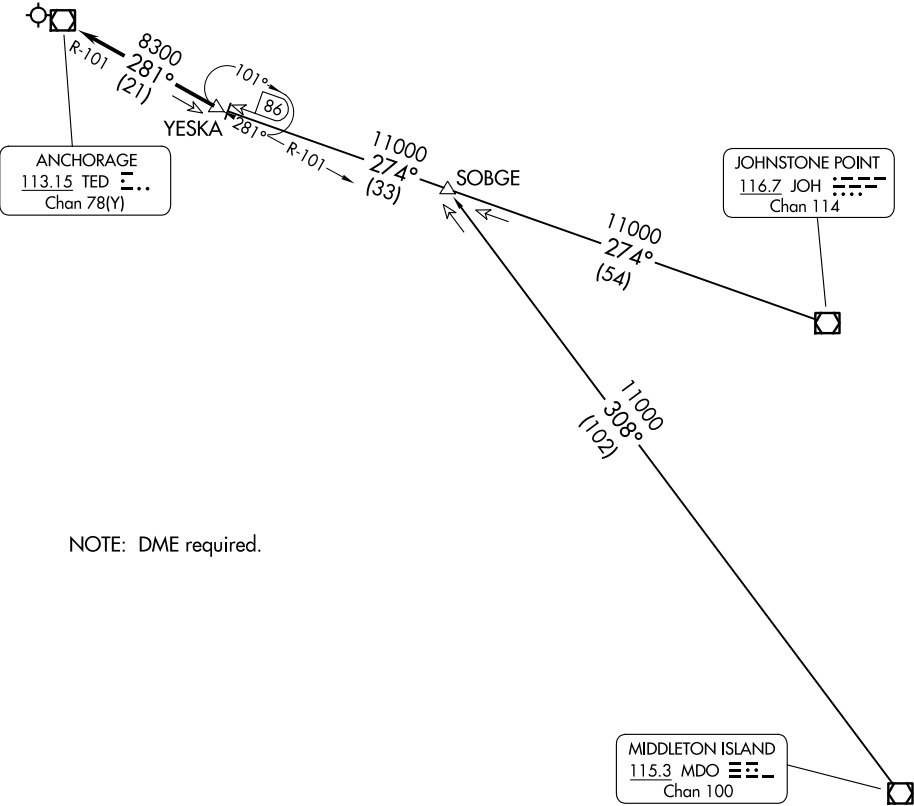 R-101
8300
281°
(21)
101°
86
YESKA
281°
R-101
11000
274°
(33)
SOBGE
ANCHORAGE
113.15 TED
Chan 78(Y)
JOHNSTONE POINT
116.7 JOH
Chan 114
11000
274°
(54)
11000
308°
(102)
NOTE: DME required.
MIDDLETON ISLAND
115.3 MDO
Chan 100